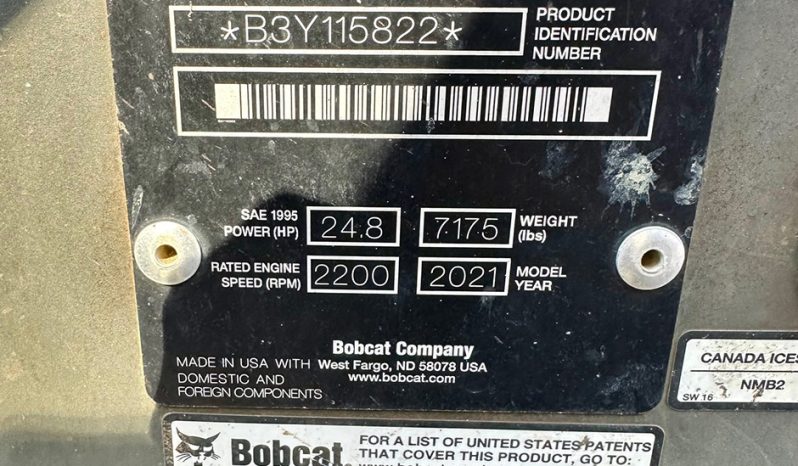 *B3Y115822*
PRODUCT
IDENTIFICATION
NUMBER
SAE 1995
POWER (HP)
24.8
7175
WEIGHT
(lbs)
RATED ENGINE
SPEED (RPM)
2200
2021
MODEL
YEAR
Bobcat Company
MADE IN USA WITH West Fargo, ND 58078 USA
DOMESTIC AND www.bobcat.com
FOREIGN COMPONENTS
CANADA ICES
NMB2
SW 16
Bobcat
FOR A LIST OF UNITED STATES PATENTS
THAT COVER THIS PRODUCT, GO TO: